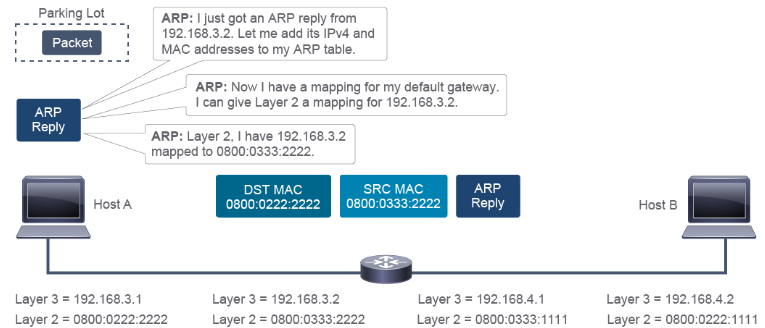 Parking Lot
Packet
ARP: I just got an ARP reply from
192.168.3.2. Let me add its IPv4 and
MAC addresses to my ARP table.
ARP: Now I have a mapping for my default gateway.
I can give Layer 2 a mapping for 192.168.3.2.
ARP
Reply
ARP: Layer 2, I have 192.168.3.2
mapped to 0800:0333:2222.
Host A
DST MAC
0800:0222:2222
SRC MAC
0800:0333:2222
ARP
Reply
Host B
Layer 3 = 192.168.3.1
Layer 2 = 0800:0222:2222
Layer 3 = 192.168.3.2
Layer 2 = 0800:0333:2222
Layer 3 = 192.168.4.1
Layer 2 = 0800:0333:1111
Layer 3 = 192.168.4.2
Layer 2 = 0800:0222:1111